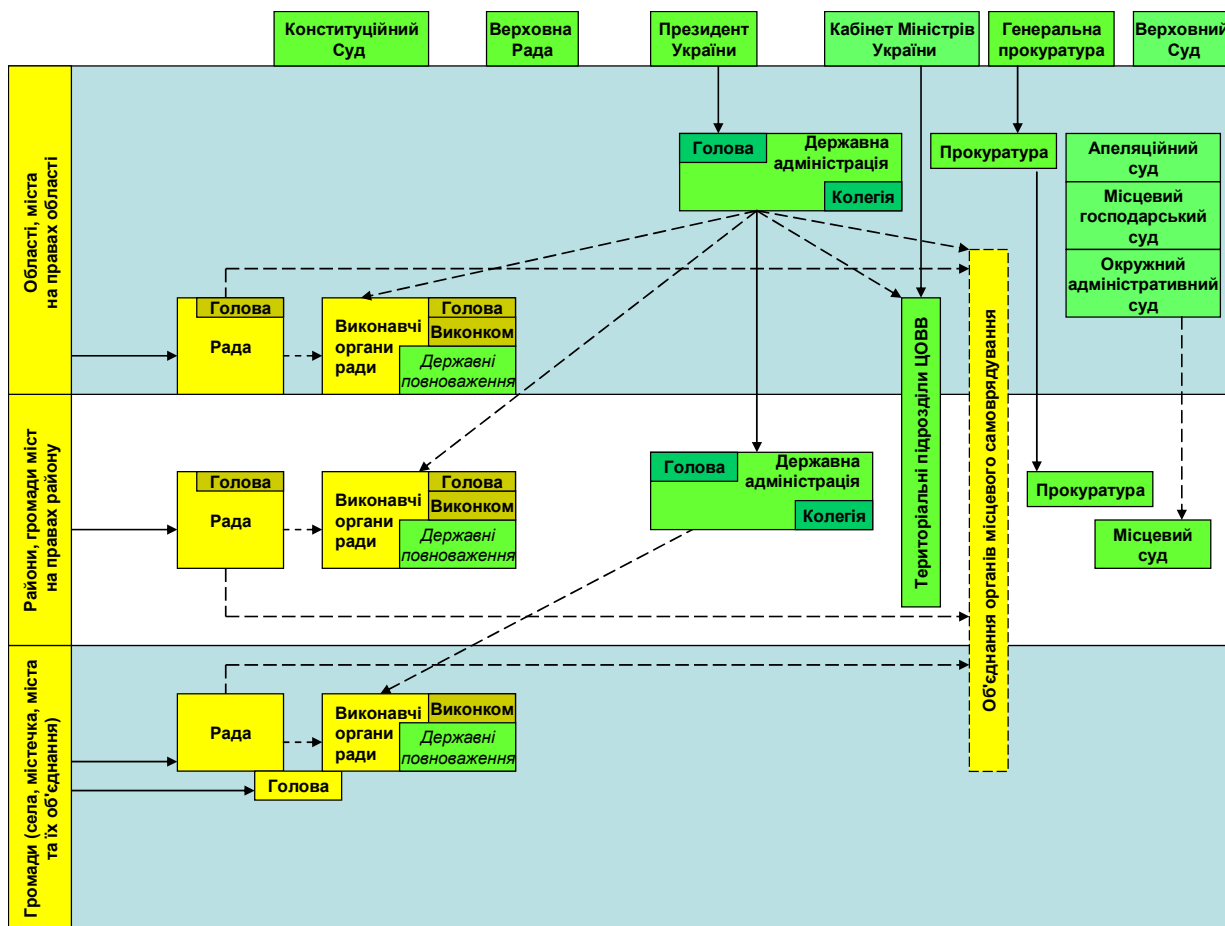 Конституційний
Суд
Верховна
Рада
Президент
України
Кабінет Міністрів
України
Генеральна
прокуратура
Верховний
Суд
Області, міста
на правах області
Голова
Державна
адміністрація
Колегія
Прокуратура
Апеляційний
суд
Місцевий
господарський
суд
Окружний
адміністративний
суд
Голова
Рада
Виконавчі
органи
ради
Голова
Виконком
Державні
повноваження
Територіальні підрозділи ЦОВВ
Об'єднання органів місцевого самоврядування
Райони, громади міст
на правах району
Голова
Рада
Виконавчі
органи
ради
Голова
Виконком
Державні
повноваження
Голова
Державна
адміністрація
Колегія
Прокуратура
Місцевий
суд
Громади (села, містечка, міста
та їх об'єднання)
Рада
Голова
Виконавчі
органи
ради
Виконком
Державні
повноваження